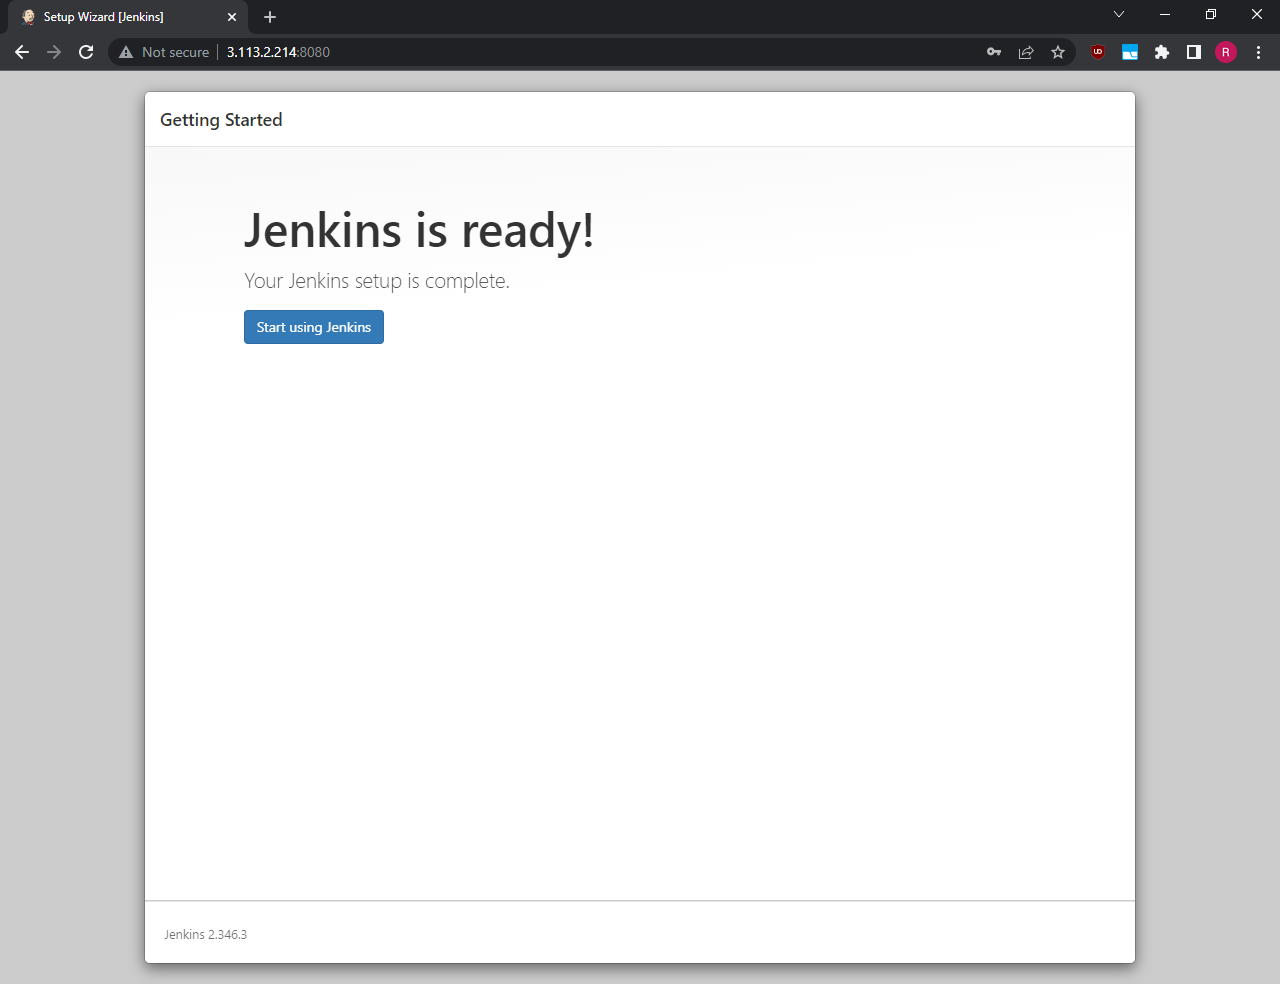 Setup Wizard [Jenkins]
Not secure
3.113.2.214:8080
UD
R
Getting Started
Jenkins is ready!
Your Jenkins setup is complete.
Start using Jenkins
Jenkins 2.346.3